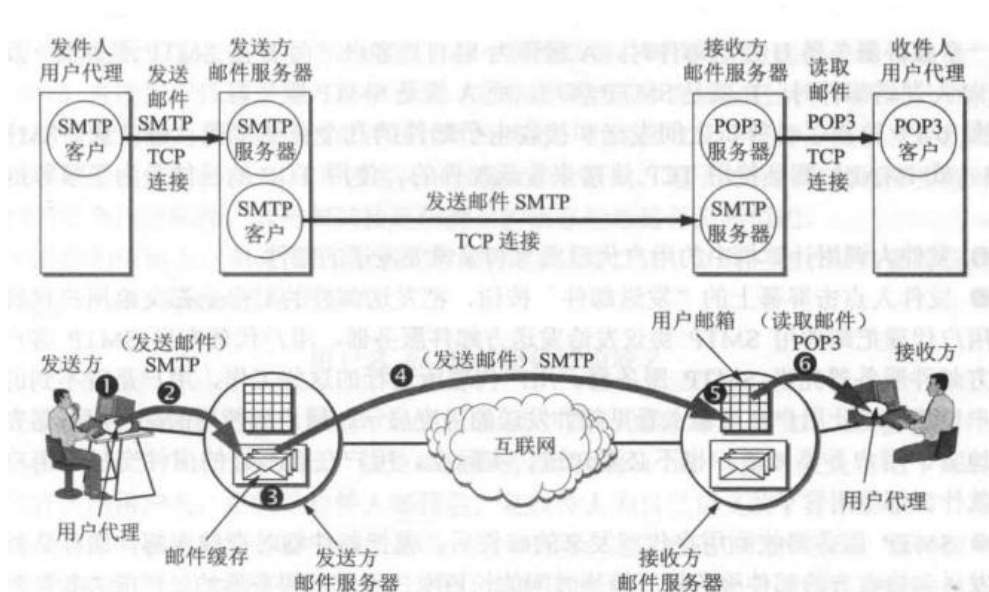 发件人
用户代理
发送
邮件
SMTP
TCP
连接
SMTP
客户
发送方
邮件服务器
SMTP
服务器
SMTP
客户
发送邮件 SMTP
TCP 连接
接收方
邮件服务器
POP3
服务器
SMTP
服务器
读取
邮件
POP3
TCP
连接
收件人
用户代理
POP3
客户
发送方
(发送邮件)
SMTP
(发送邮件) SMTP
用户邮箱
(读取邮件)
POP3
接收方
❶
❷
❹
❺
❻
互联网
❸
用户代理
邮件缓存
发送方
邮件服务器
接收方
邮件服务器
用户代理